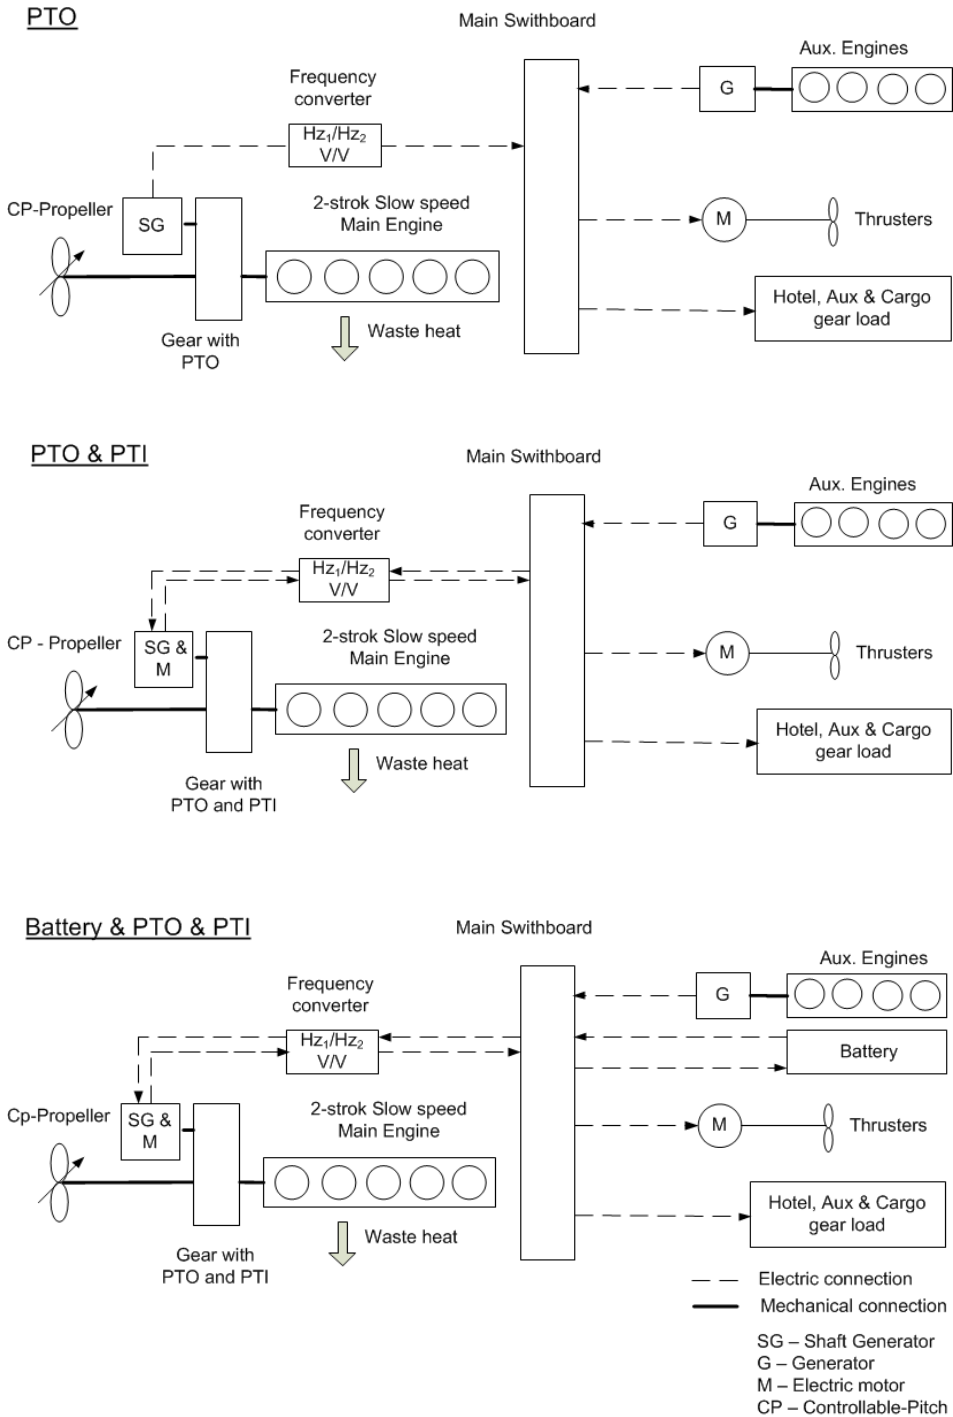 PTO
Main Swithboard
Aux. Engines
Frequency
converter
G
Hz₁/Hz₂
V/V
CP-Propeller
SG
2-strok Slow speed
Main Engine
M
Thrusters
Hotel, Aux & Cargo
gear load
Waste heat
Gear with
PTO
PTO & PTI
Main Swithboard
Aux. Engines
Frequency
converter
G
Hz₁/Hz₂
V/V
CP - Propeller
SG &
M
2-strok Slow speed
Main Engine
M
Thrusters
Hotel, Aux & Cargo
gear load
Waste heat
Gear with
PTO and PTI
Battery & PTO & PTI
Main Swithboard
Aux. Engines
Frequency
converter
G
Hz₁/Hz₂
V/V
Battery
Cp-Propeller
SG &
M
2-strok Slow speed
Main Engine
M
Thrusters
Hotel, Aux & Cargo
gear load
Waste heat
Gear with
PTO and PTI
Electric connection
Mechanical connection
SG – Shaft Generator
G – Generator
M – Electric motor
CP – Controllable-Pitch